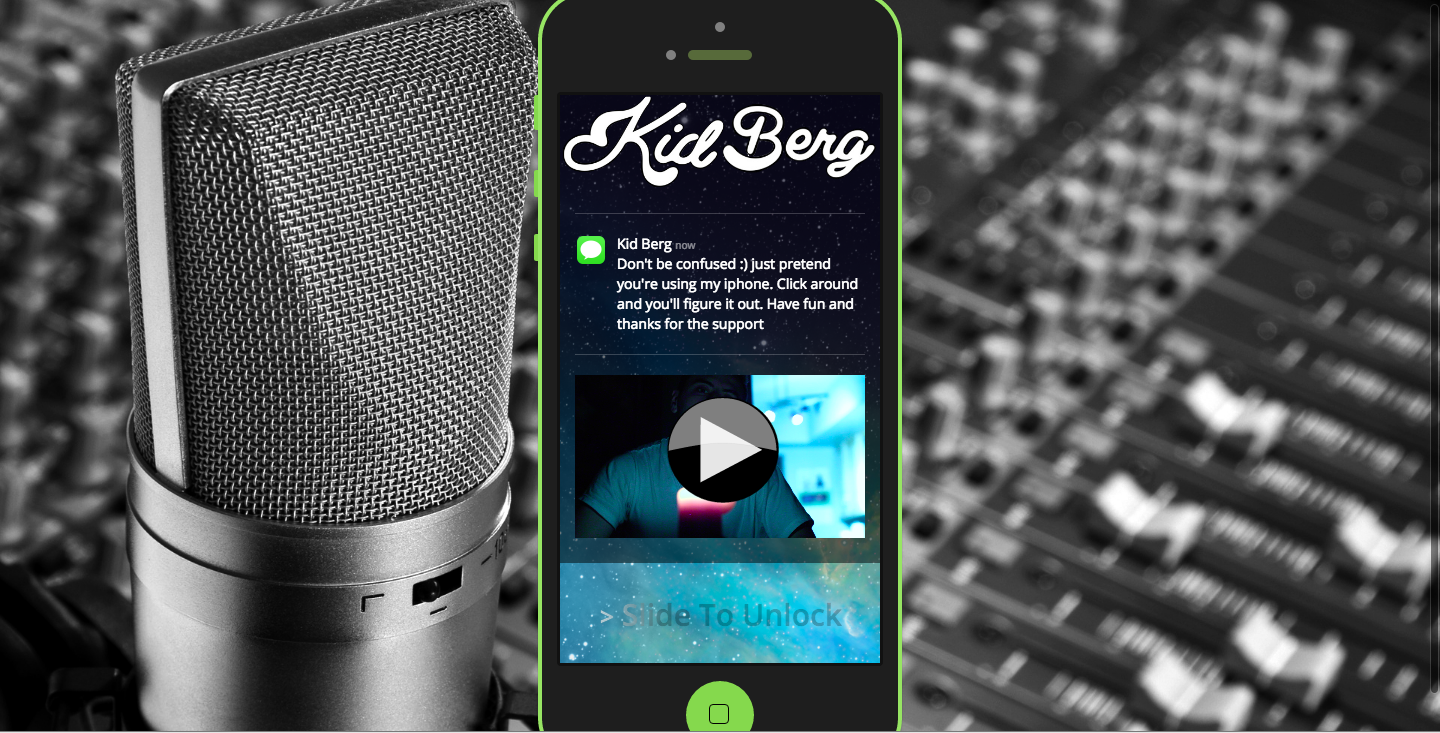 Kid Berg
Kid Berg now
Don't be confused :) just pretend
you're using my iphone. Click around
and you'll figure it out. Have fun and
thanks for the support
> Slide To Unlock